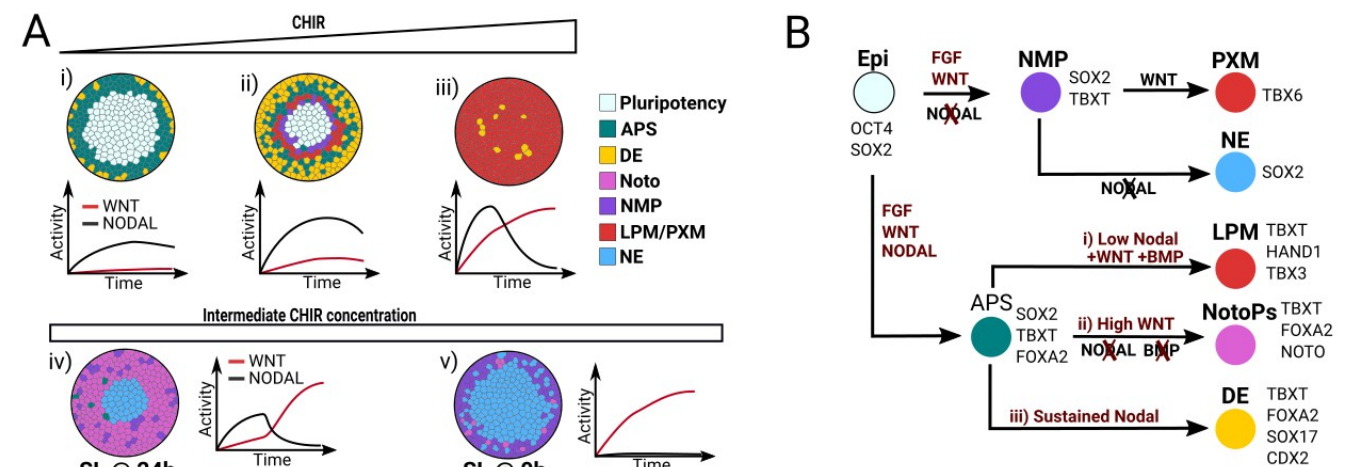 A
CHIR
i)
ii)
iii)
Pluripotency
APS
DE
Noto
NMP
LPM/PXM
NE
WNT
NODAL
Activity
Time
Activity
Time
Activity
Time
Intermediate CHIR concentration
iv)
WNT
NODAL
Activity
Time
v)
Activity
Time
B
Epi
OCT4
SOX2
FGF
WNT
NODAL
NMP
SOX2
TBXT
WNT
PXM
TBX6
NE
SOX2
NODAL
FGF
WNT
NODAL
i) Low Nodal
+WNT +BMP
LPM
TBXT
HAND1
TBX3
APS
SOX2
TBXT
FOXA2
ii) High WNT
NODAL BMP
NotoPs
TBXT
FOXA2
NOTO
iii) Sustained Nodal
DE
TBXT
FOXA2
SOX17
CDX2